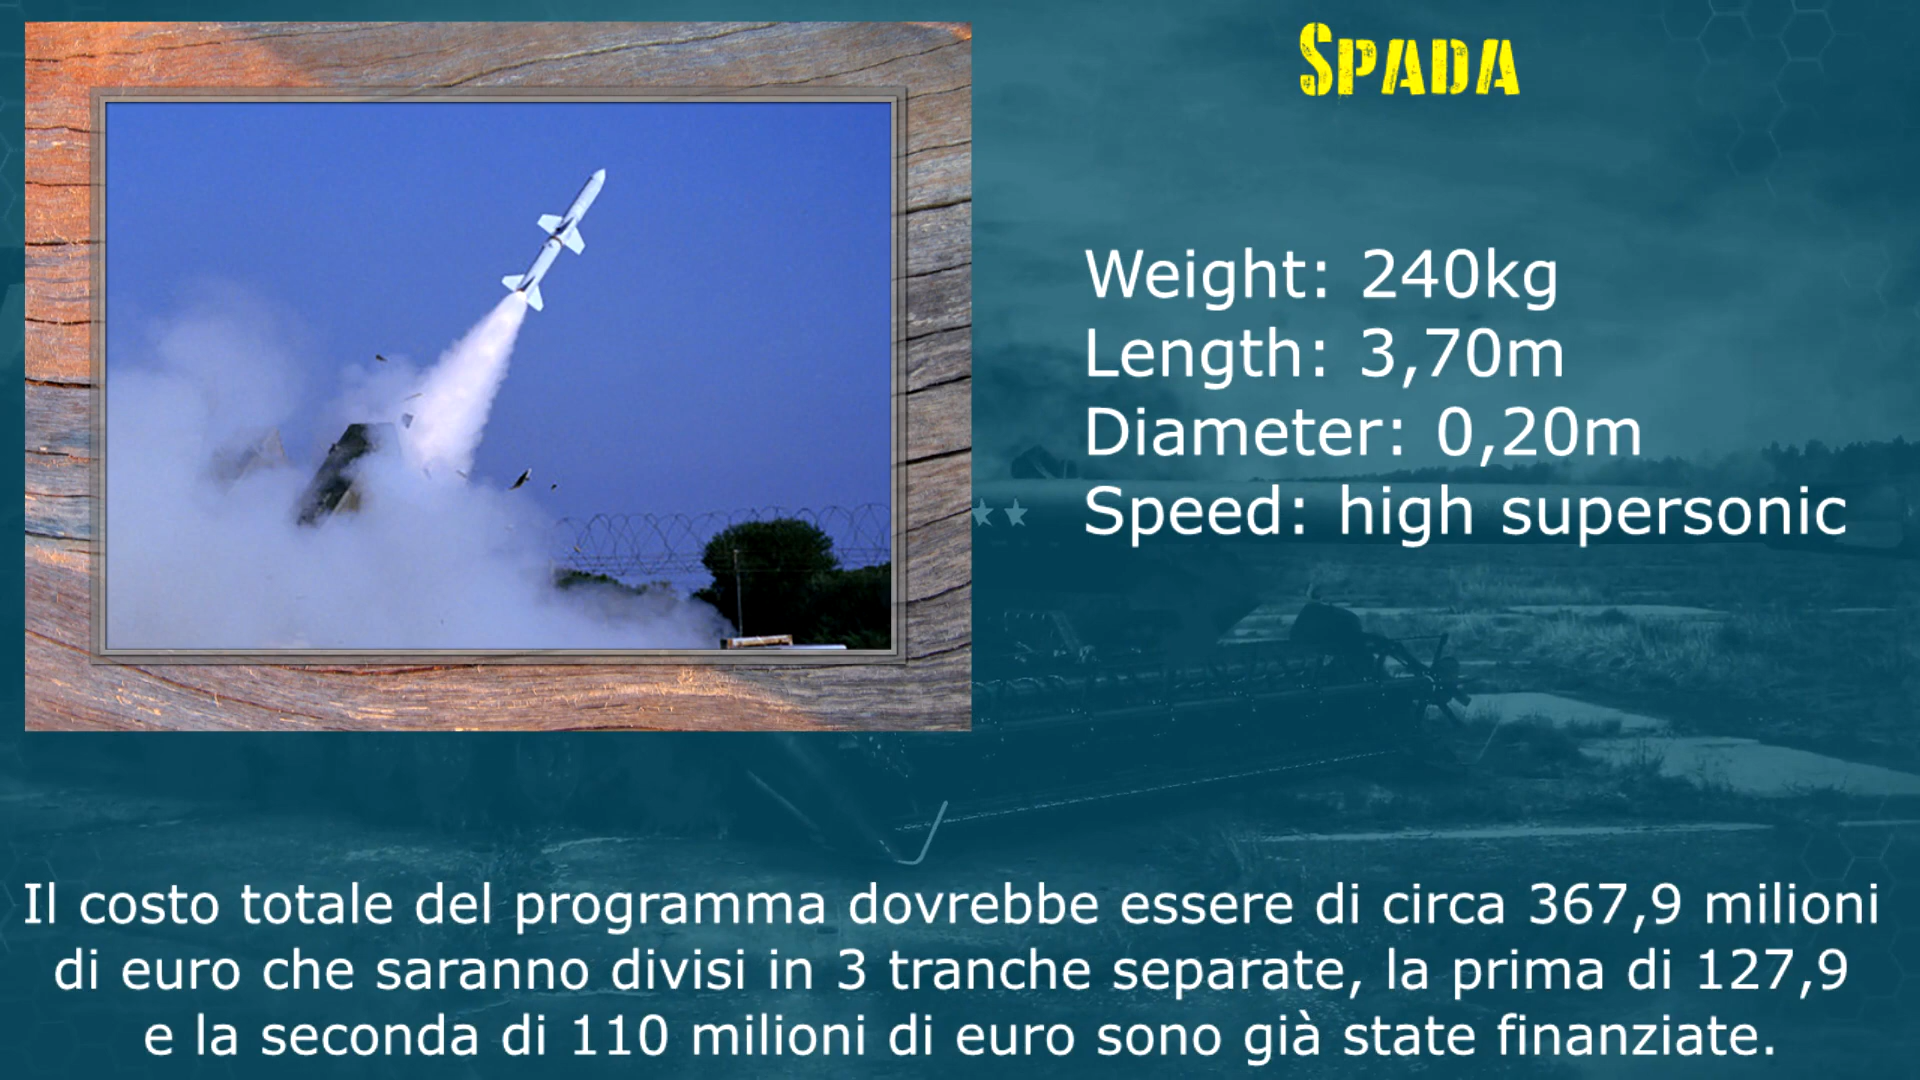 Spada
Weight: 240kg
Length: 3,70m
Diameter: 0,20m
Speed: high supersonic
Il costo totale del programma dovrebbe essere di circa 367,9 milioni
di euro che saranno divisi in 3 tranche separate, la prima di 127,9
e la seconda di 110 milioni di euro sono già state finanziate.